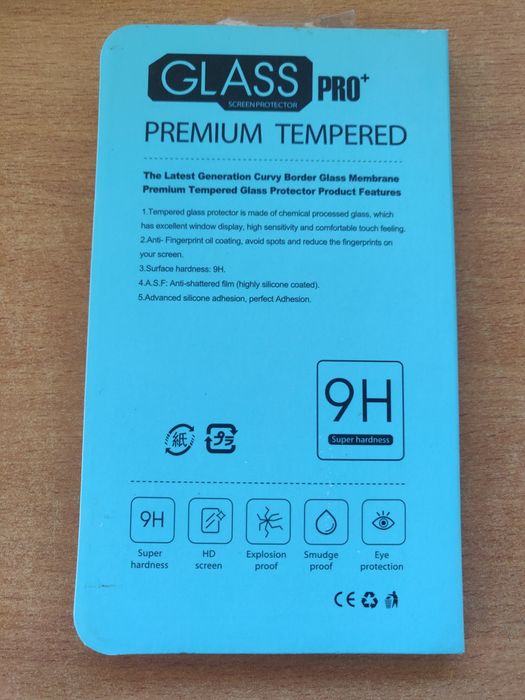 GLASS PRO+
SCREEN PROTECTOR
PREMIUM TEMPERED
The Latest Generation Curvy Border Glass Membrane
Premium Tempered Glass Protector Product Features
1.Tempered glass protector is made of chemical processed glass, which
has excellent window display, high sensitivity and comfortable touch feeling.
2.Anti- Fingerprint oil coating, avoid spots and reduce the fingerprints on
your screen.
3.Surface hardness: 9H.
4.A.S.F: Anti-shattered film (highly silicone coated).
5.Advanced silicone adhesion, perfect Adhesion.
9H
Super hardness
紙 プラ
9H
Super
hardness
HD
screen
Explosion
proof
Smudge
proof
Eye
protection
CE